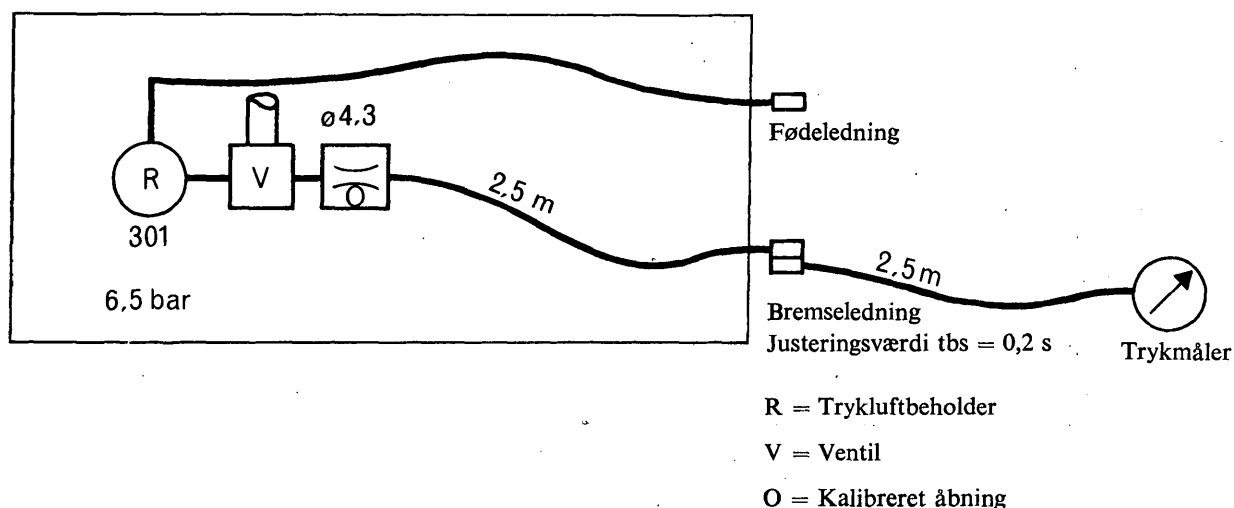 ø4,3
Fødeledning
R
V
O
2,5 m
301
2,5 m
6,5 bar
Bremseledning
Justeringsværdi tbs = 0,2 s
Trykmåler
R = Trykluftbeholder
V = Ventil
O = Kalibreret åbning